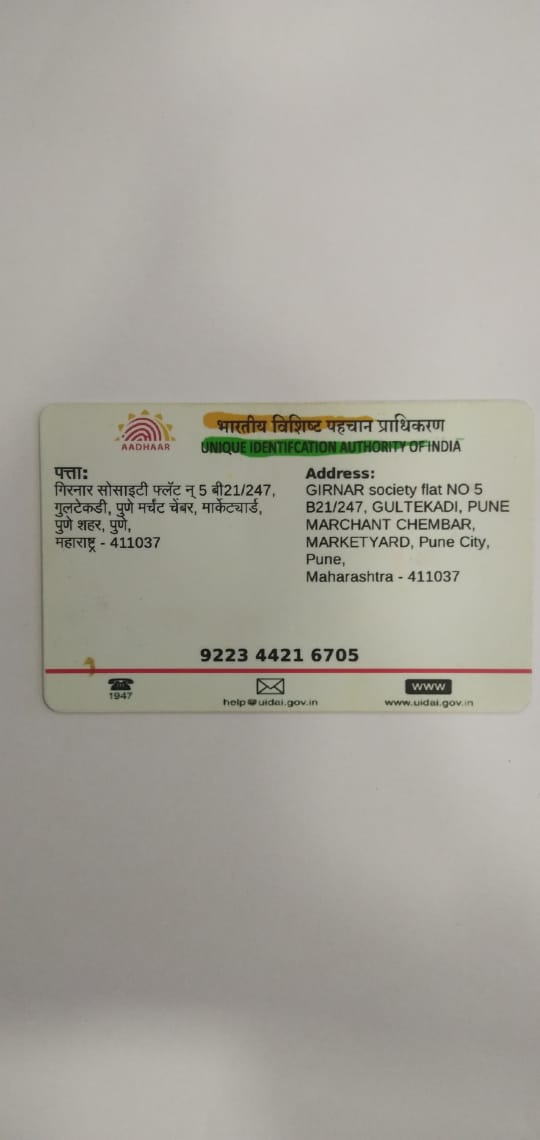 भारतीय विशिष्ट पहचान प्राधिकरण
AADHAAR
UNIQUE IDENTIFCATION AUTHORITY OF INDIA
पत्ता:
गिरनार सोसाइटी फ्लॅट न् 5 बी21/247,
गुलटेकडी, पुणे मर्चंट चेंबर, मार्केटयार्ड,
पुणे शहर, पुणे,
महाराष्ट्र - 411037
Address:
GIRNAR society flat NO 5
B21/247, GULTEKADI, PUNE
MARCHANT CHEMBAR,
MARKETYARD, Pune City,
Pune,
Maharashtra - 411037
9223 4421 6705
1947
help@uidai.gov.in
WWW
www.uidai.gov.in